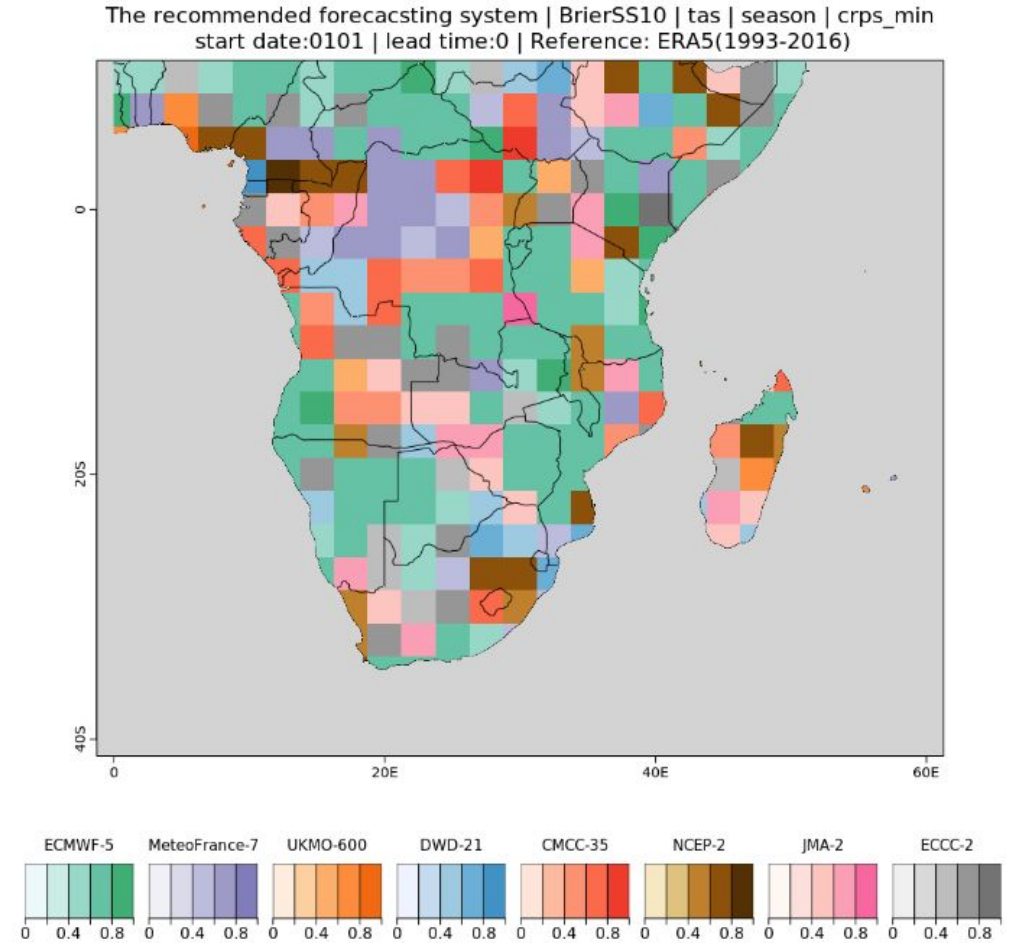 The recommended forecacsting system | BrierSS10 | tas | season | crps_min
start date:0101 | lead time:0 | Reference: ERA5(1993-2016)
0
20S
40S
0 20E 40E 60E
ECMWF-5 MeteoFrance-7 UKMO-600 DWD-21 CMCC-35 NCEP-2 JMA-2 ECCC-2
0 0.4 0.8 0 0.4 0.8 0 0.4 0.8 0 0.4 0.8 0 0.4 0.8 0 0.4 0.8 0 0.4 0.8 0 0.4 0.8